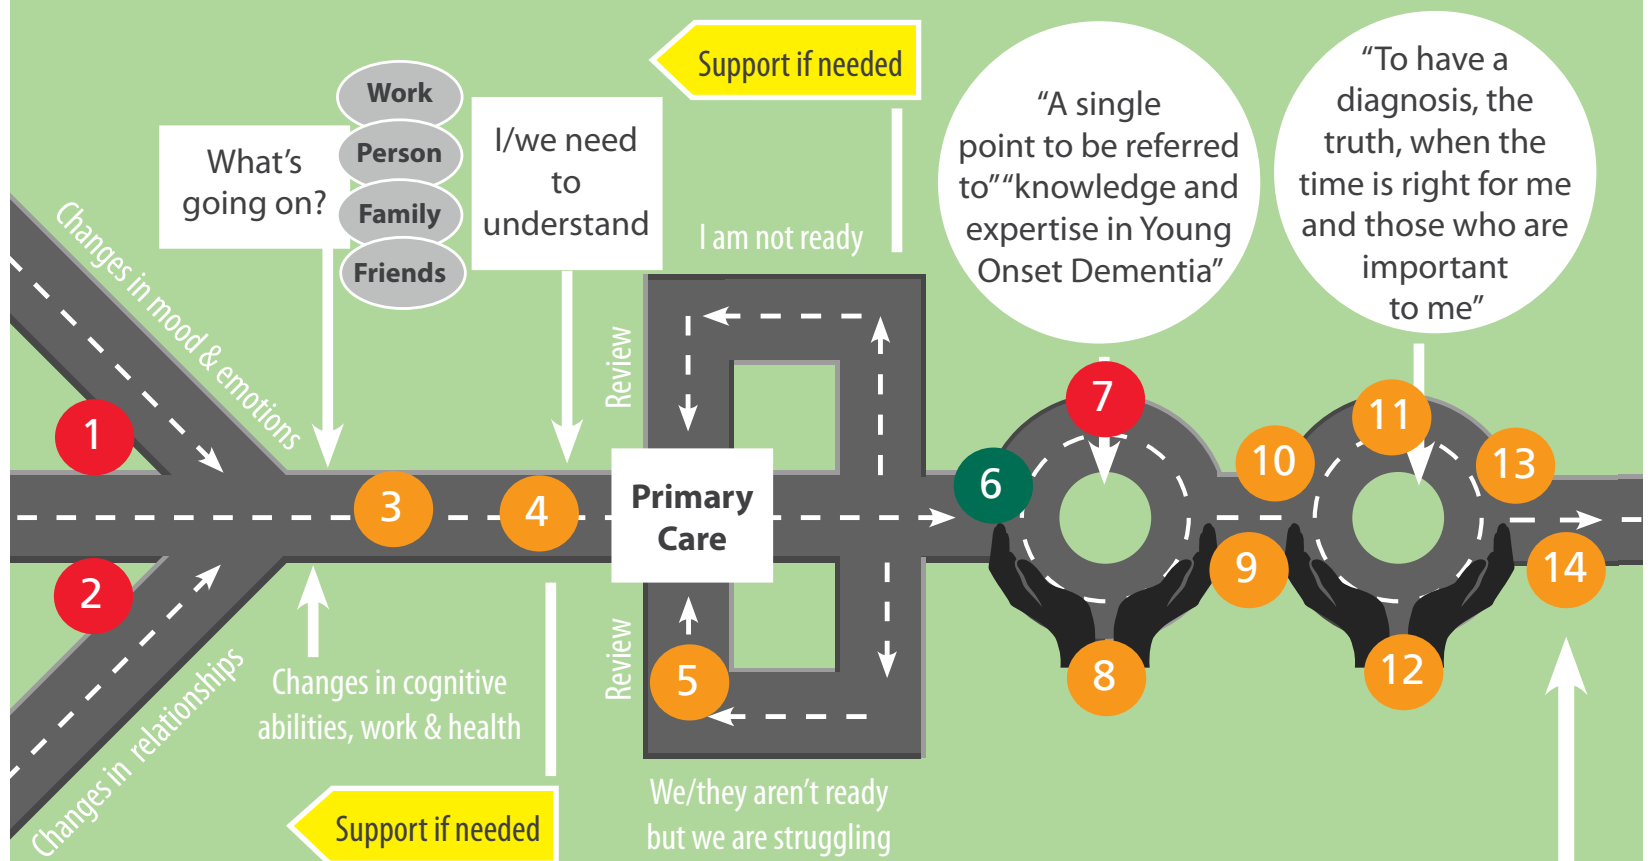 Support if needed
Work
Person
Family
Friends
What's
going on?
I/we need
to
understand
“A single
point to be referred
to”“knowledge and
expertise in Young
Onset Dementia”
“To have a
diagnosis, the
truth, when the
time is right for me
and those who are
important
to me”
Changes in mood & emotions
I am not ready
Review
1
2
3
4
Primary
Care
5
6
7
8
9
10
11
12
13
14
Review
Changes in relationships
Changes in cognitive
abilities, work & health
Support if needed
We/they aren't ready
but we are struggling